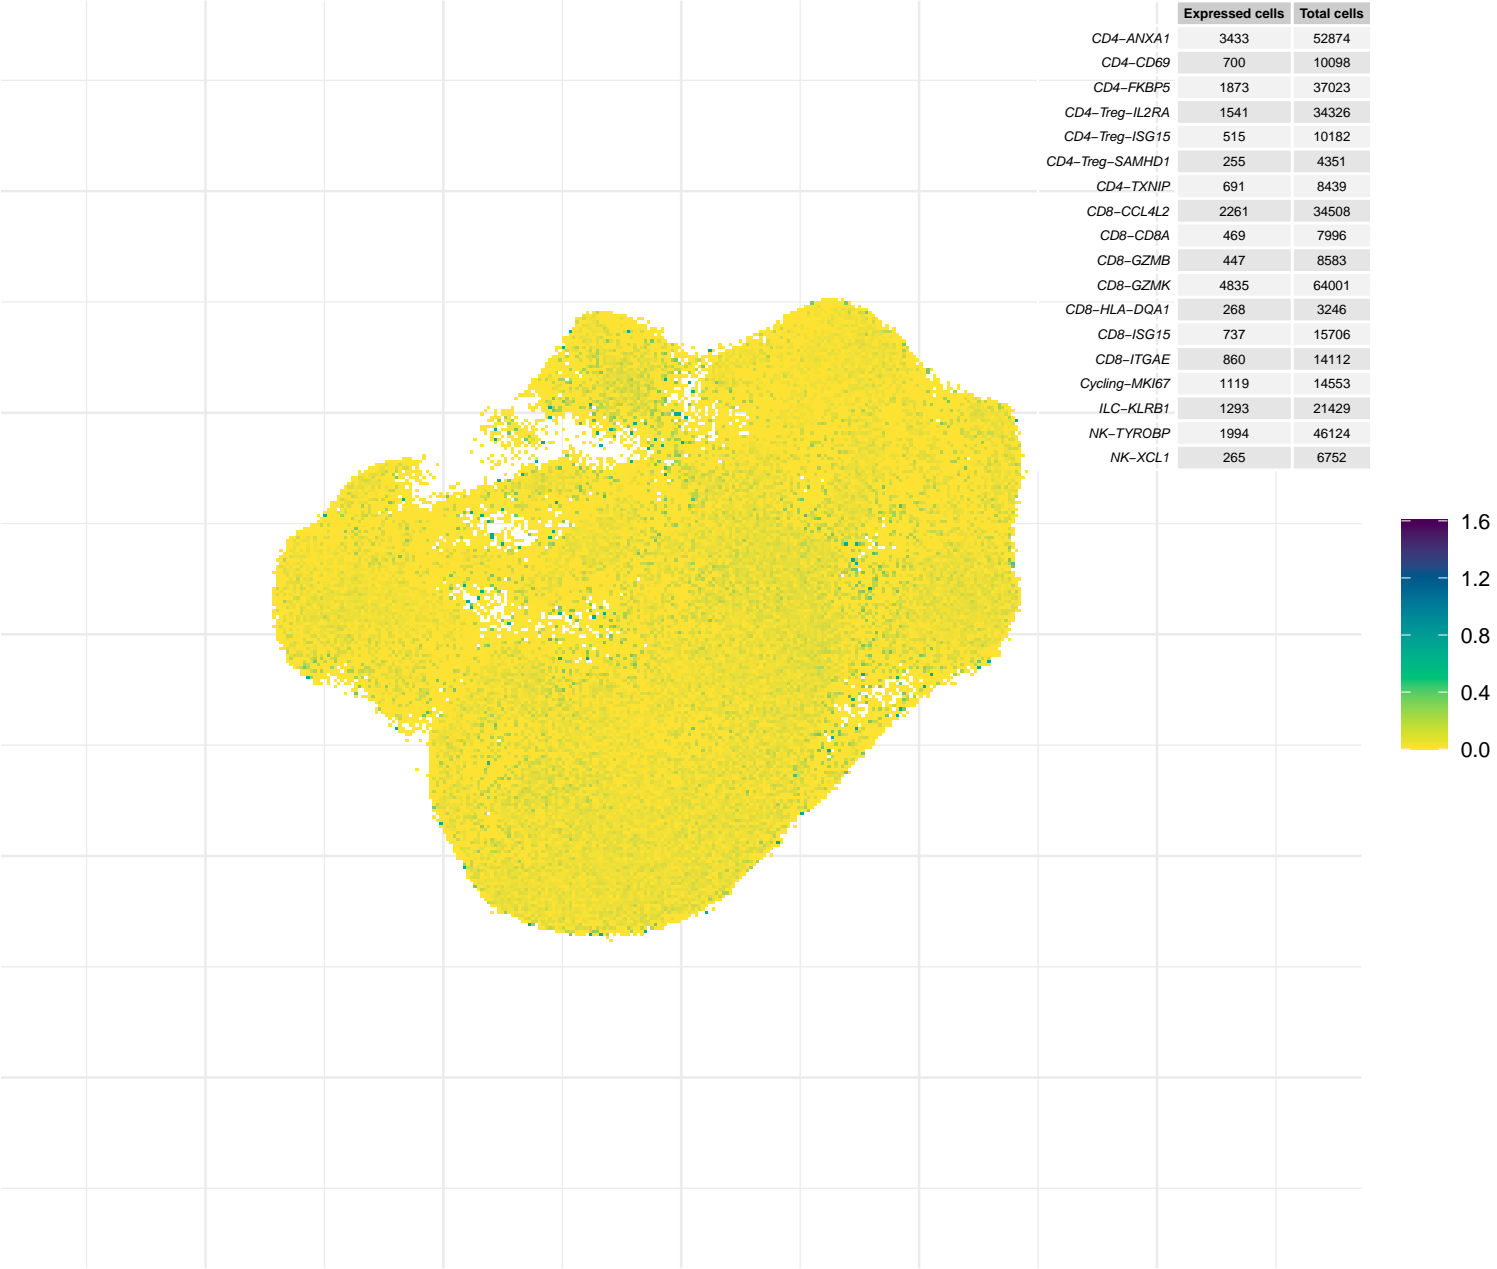 Expressed cells Total cells
CD4−ANXA1 3433 52874
CD4−CD69 700 10098
CD4−FKBP5 1873 37023
CD4−Treg−IL2RA 1541 34326
CD4−Treg−ISG15 515 10182
CD4−Treg−SAMHD1 255 4351
CD4−TXNIP 691 8439
CD8−CCL4L2 2261 34508
CD8−CD8A 469 7996
CD8−GZMB 447 8583
CD8−GZMK 4835 64001
CD8−HLA−DQA1 268 3246
CD8−ISG15 737 15706
CD8−ITGAE 860 14112
Cycling−MKI67 1119 14553
ILC−KLRB1 1293 21429
NK−TYROBP 1994 46124
NK−XCL1 265 6752
1.6
1.2
0.8
0.4
0.0